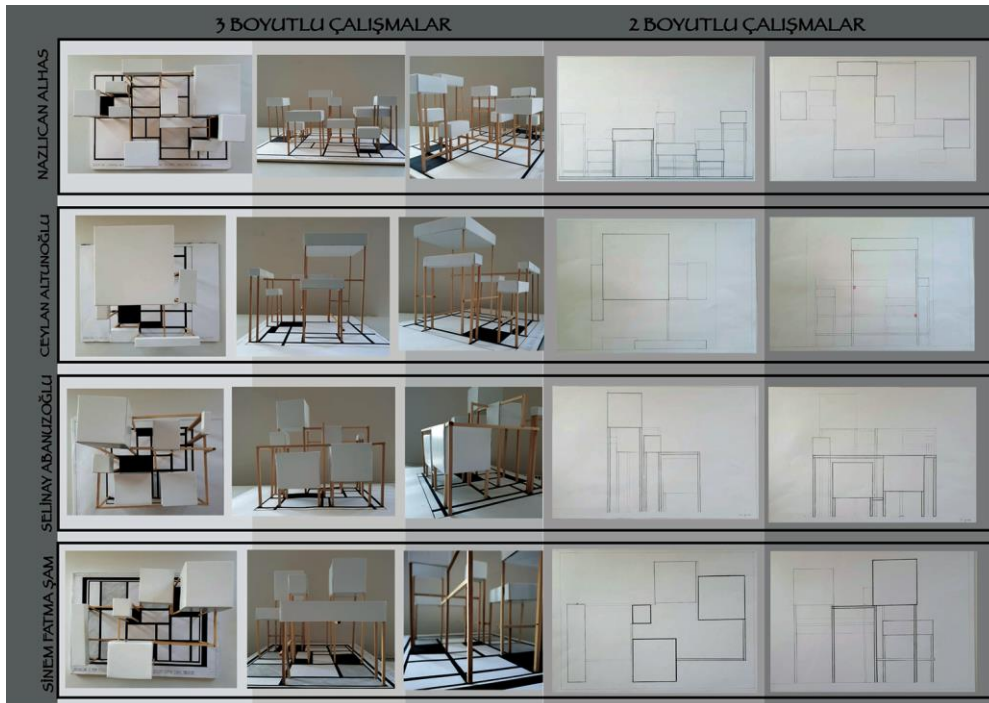 3 BOYUTLU ÇALIŞMALAR
2 BOYUTLU ÇALIŞMALAR
NAZLICAN ALHAS
CEYLAN ALTUNOĞLU
SELİNAY ABANUZOĞLU
SİNEM FATMA ŞAM